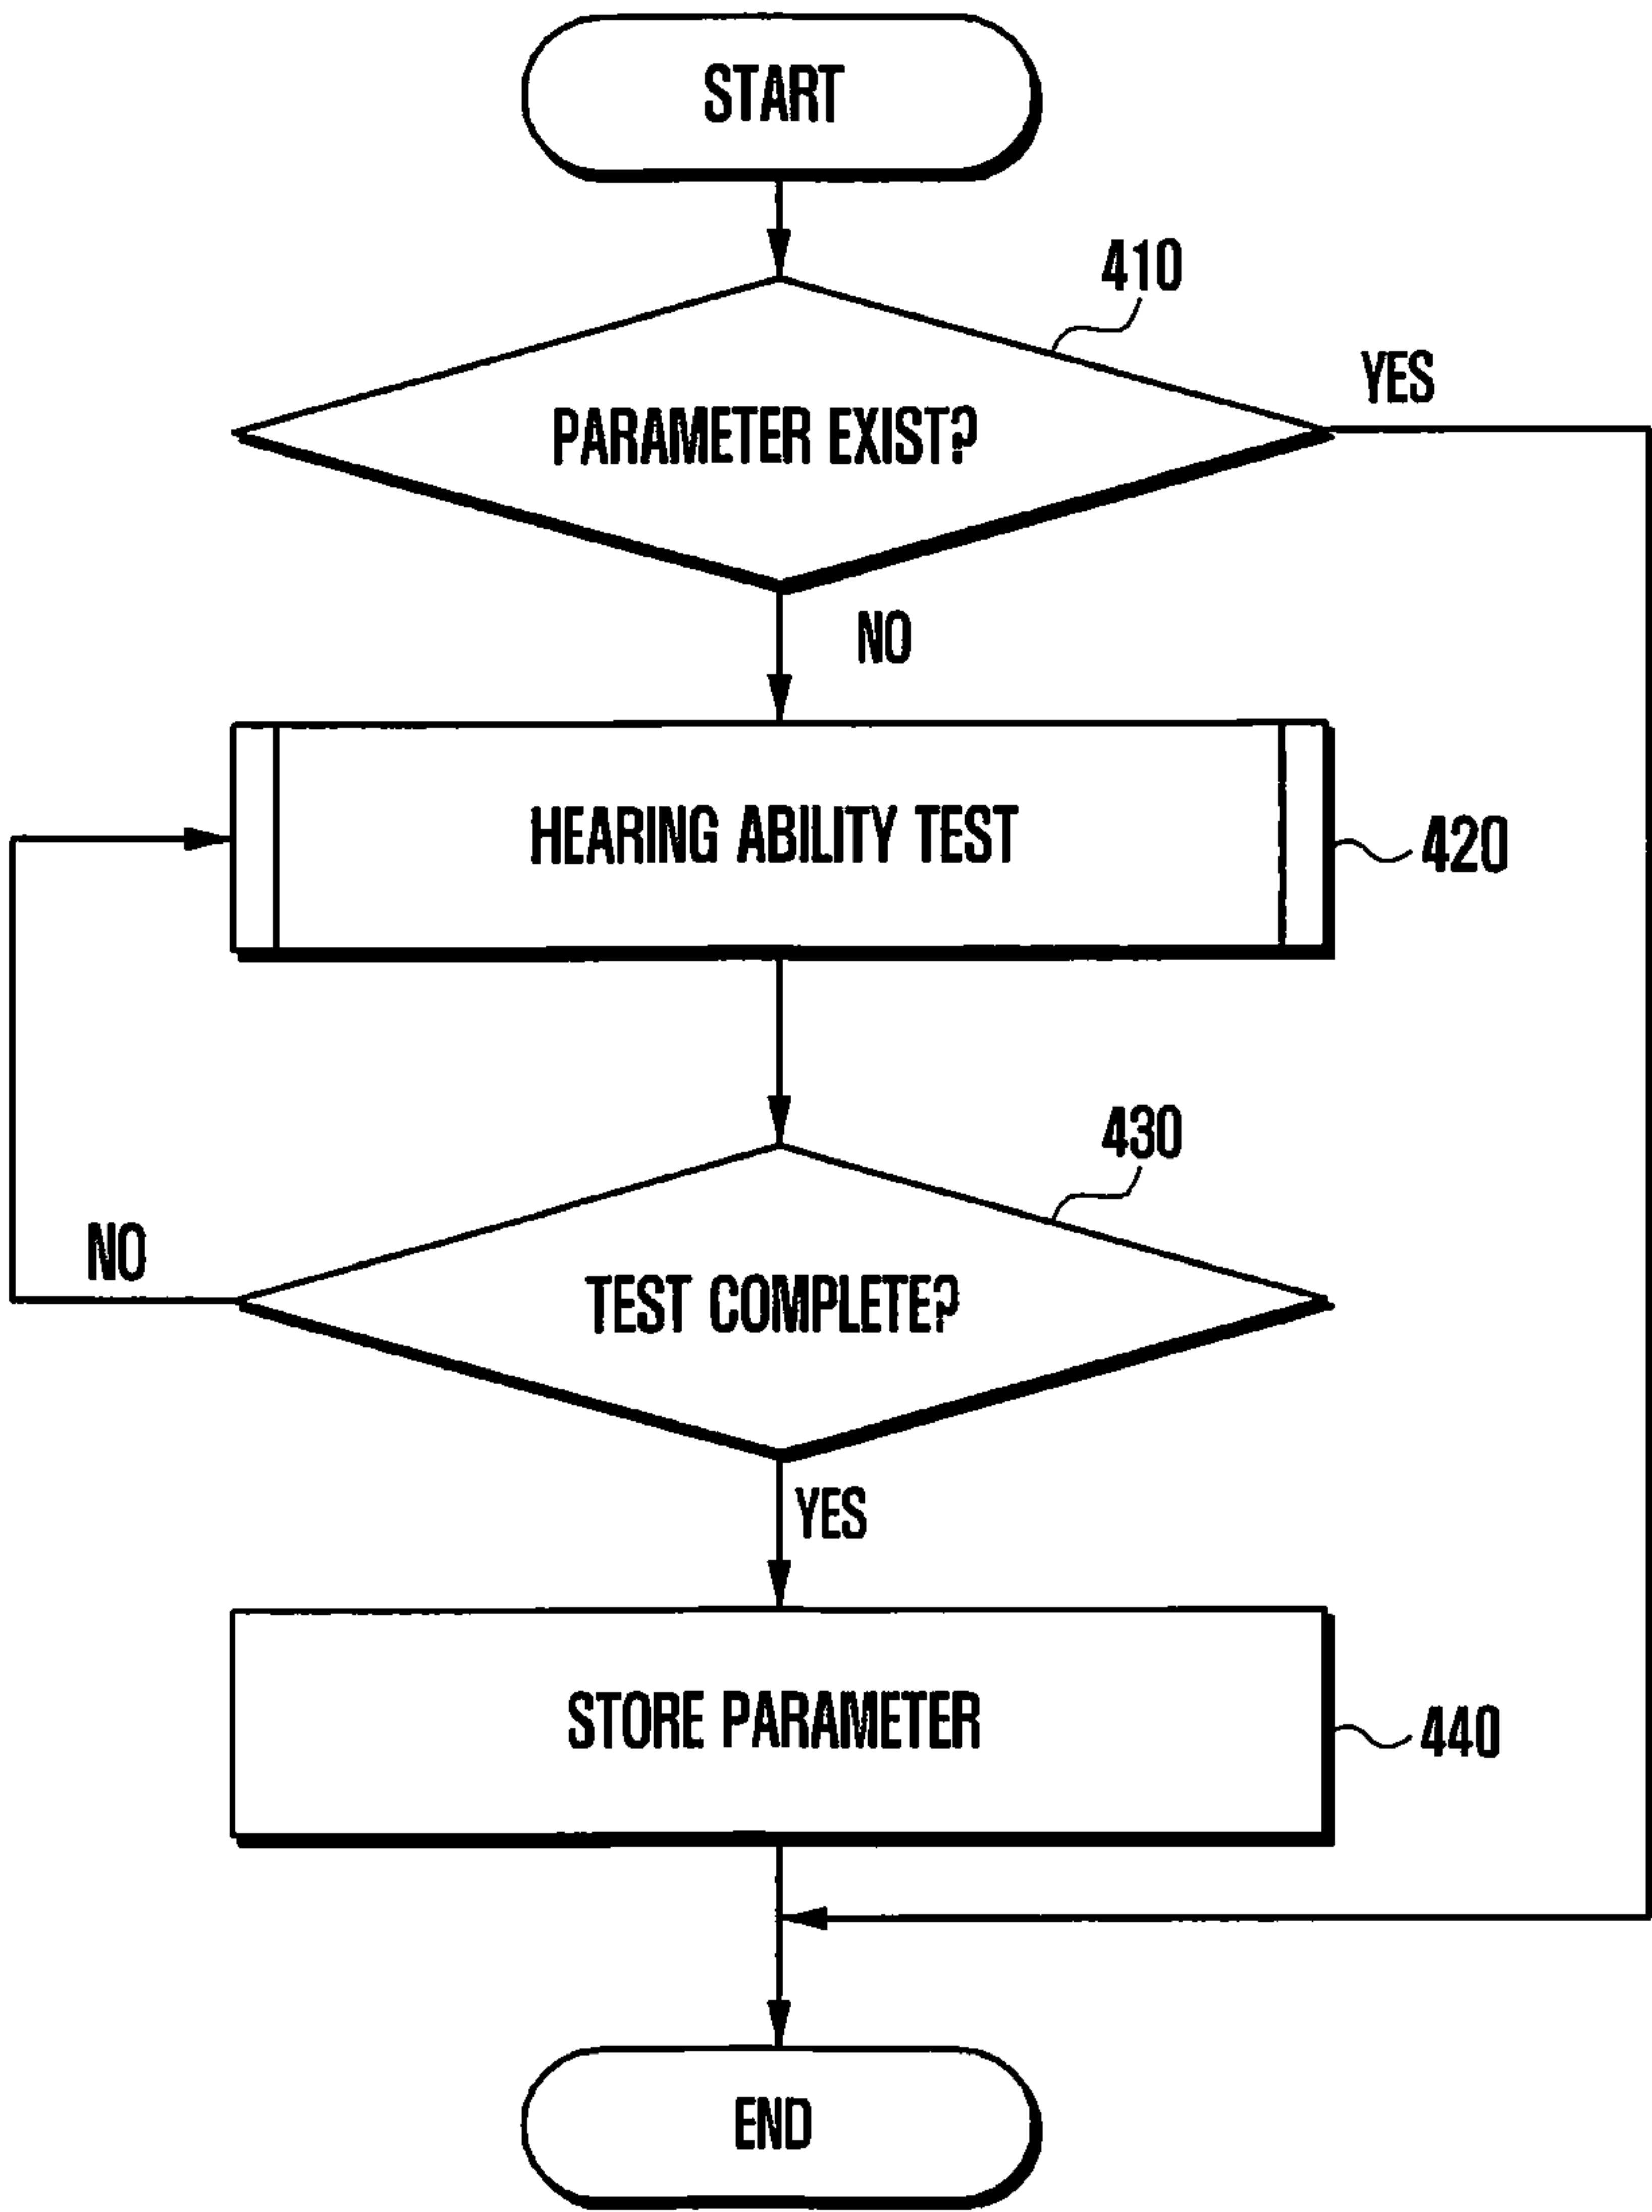 START
410
YES
PARAMETER EXIST?
NO
HEARING ABILITY TEST
420
430
NO
TEST COMPLETE?
YES
STORE PARAMETER
440
END